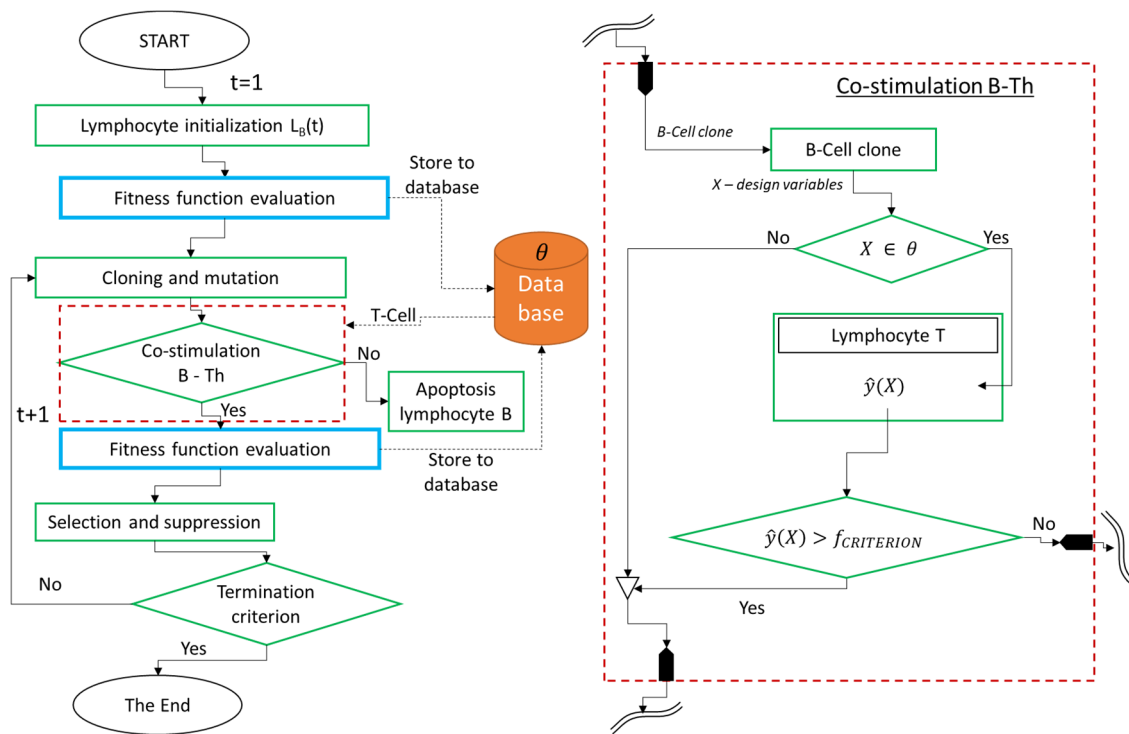 START
t=1
Lymphocyte initialization L_B(t)
Fitness function evaluation
Store to
database
Cloning and mutation
θ
Data
base
T-Cell
Co-stimulation
B - Th
No
Apoptosis
lymphocyte B
Yes
t+1
Fitness function evaluation
Store to
database
Selection and suppression
No
Termination
criterion
Yes
The End
Co-stimulation B-Th
B-Cell clone
B-Cell clone
X – design variables
No
X ∈ θ
Yes
Lymphocyte T
ŷ(X)
ŷ(X) > f_CRITERION
No
Yes